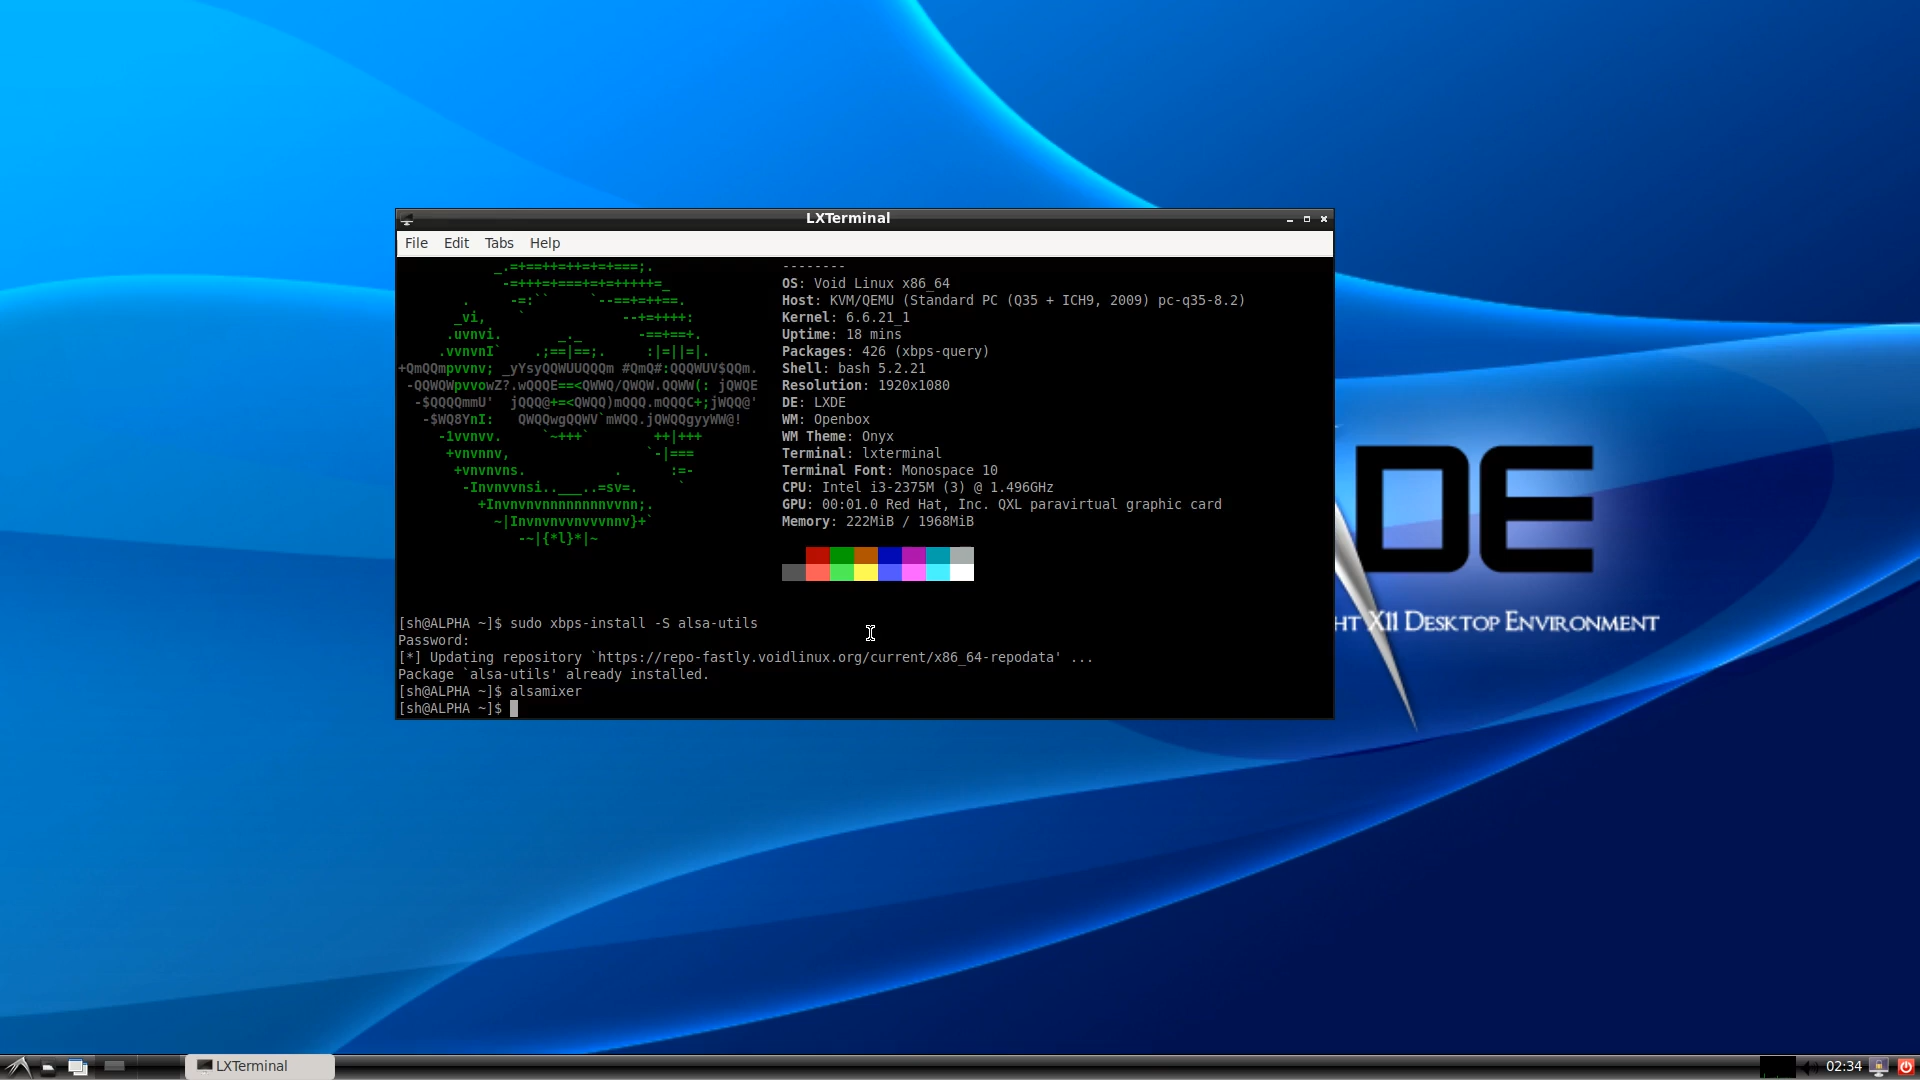 LXTerminal
File Edit Tabs Help
--------
OS: Void Linux x86_64
Host: KVM/QEMU (Standard PC (Q35 + ICH9, 2009) pc-q35-8.2)
Kernel: 6.6.21_1
Uptime: 18 mins
Packages: 426 (xbps-query)
Shell: bash 5.2.21
Resolution: 1920x1080
DE: LXDE
WM: Openbox
WM Theme: Onyx
Terminal: lxterminal
Terminal Font: Monospace 10
CPU: Intel i3-2375M (3) @ 1.496GHz
GPU: 00:01.0 Red Hat, Inc. QXL paravirtual graphic card
Memory: 222MiB / 1968MiB
[sh@ALPHA ~]$ sudo xbps-install -S alsa-utils
Password:
[*] Updating repository `https://repo-fastly.voidlinux.org/current/x86_64-repodata' ...
Package `alsa-utils' already installed.
[sh@ALPHA ~]$ alsamixer
[sh@ALPHA ~]$
DE
HT X11 DESKTOP ENVIRONMENT
LXTerminal
02:34